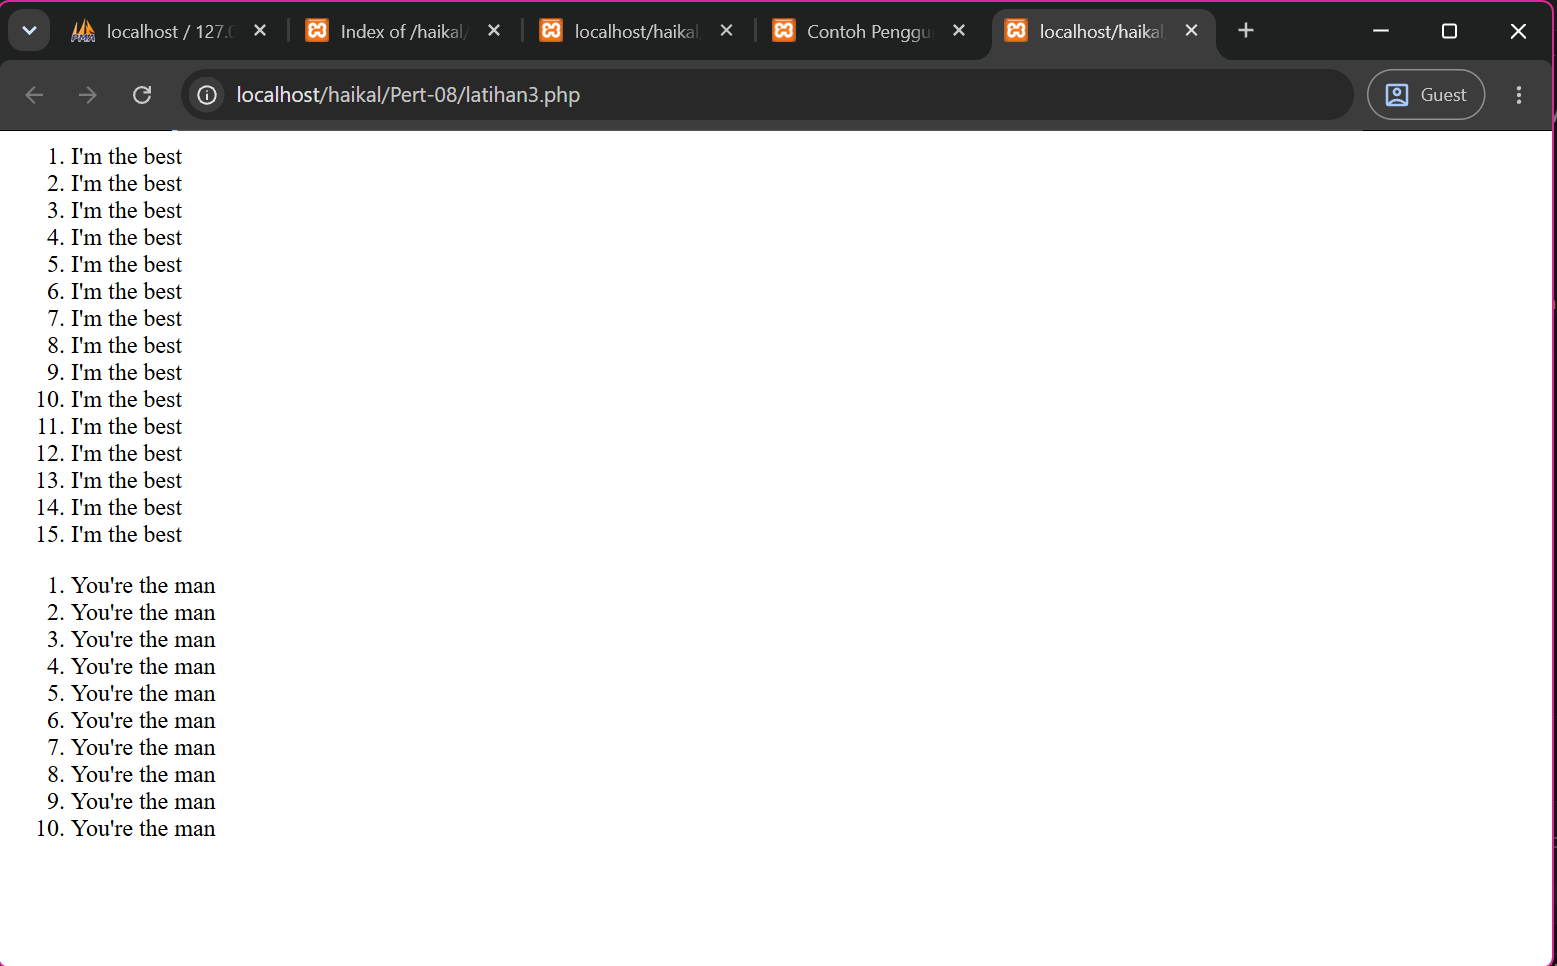 localhost / 127.0
Index of /haikal/
localhost/haikal
Contoh Penggu
localhost/haikal
localhost/haikal/Pert-08/latihan3.php
Guest
1. I'm the best
2. I'm the best
3. I'm the best
4. I'm the best
5. I'm the best
6. I'm the best
7. I'm the best
8. I'm the best
9. I'm the best
10. I'm the best
11. I'm the best
12. I'm the best
13. I'm the best
14. I'm the best
15. I'm the best
1. You're the man
2. You're the man
3. You're the man
4. You're the man
5. You're the man
6. You're the man
7. You're the man
8. You're the man
9. You're the man
10. You're the man